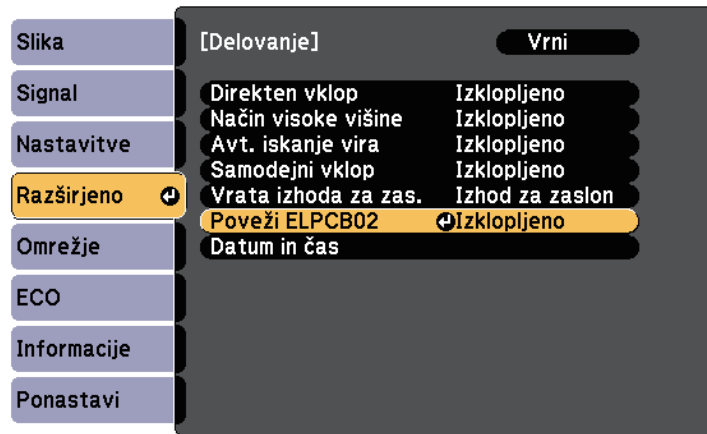 Slika
Signal
Nastavitve
Razširjeno
Omrežje
ECO
Informacije
Ponastavi
[Delovanje] Vrni
Direkten vklop Izklopljeno
Način visoke višine Izklopljeno
Avt. iskanje vira Izklopljeno
Samodejni vklop Izklopljeno
Vrata izhoda za zas. Izhod za zaslon
Poveži ELPCB02 Izklopljeno
Datum in čas